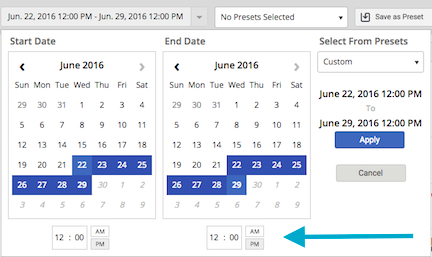 Jun. 22, 2016 12:00 PM - Jun. 29, 2016 12:00 PM
No Presets Selected
Save as Preset
Start Date
End Date
Select From Presets
June 2016
Sun Mon Tue Wed Thu Fri Sat
29 30 31 1 2 3 4
5 6 7 8 9 10 11
12 13 14 15 16 17 18
19 20 21 22 23 24 25
26 27 28 29 30 1 2
3 4 5 6 7 8 9
12 : 00 AM
PM
June 2016
Sun Mon Tue Wed Thu Fri Sat
29 30 31 1 2 3 4
5 6 7 8 9 10 11
12 13 14 15 16 17 18
19 20 21 22 23 24 25
26 27 28 29 30 1 2
3 4 5 6 7 8 9
12 : 00 AM
PM
Custom
June 22, 2016 12:00 PM
To
June 29, 2016 12:00 PM
Apply
Cancel